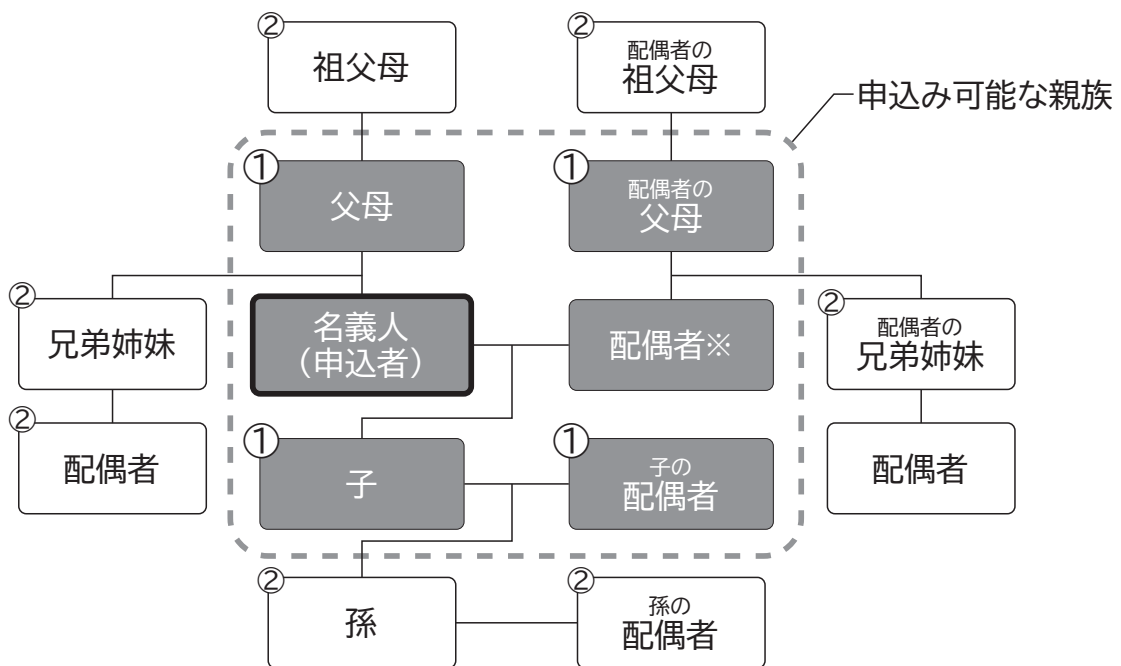 ②
祖父母
②
配偶者の
祖父母
申込み可能な親族
①
父母
①
配偶者の
父母
②
兄弟姉妹
名義人
（申込者）
配偶者※
②
配偶者の
兄弟姉妹
②
配偶者
①
子
①
子の
配偶者
配偶者
②
孫
②
孫の
配偶者